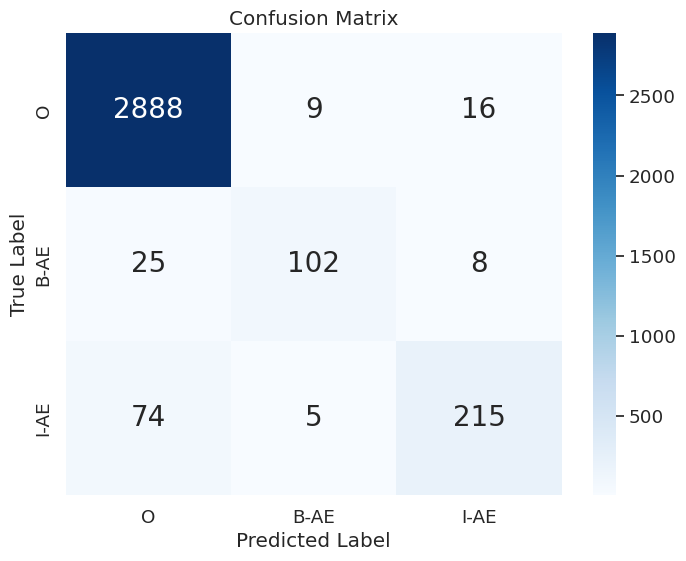 Confusion Matrix
True Label
O
2888 9 16
B-AE
25 102 8
I-AE
74 5 215
O B-AE I-AE
Predicted Label
2500
2000
1500
1000
500